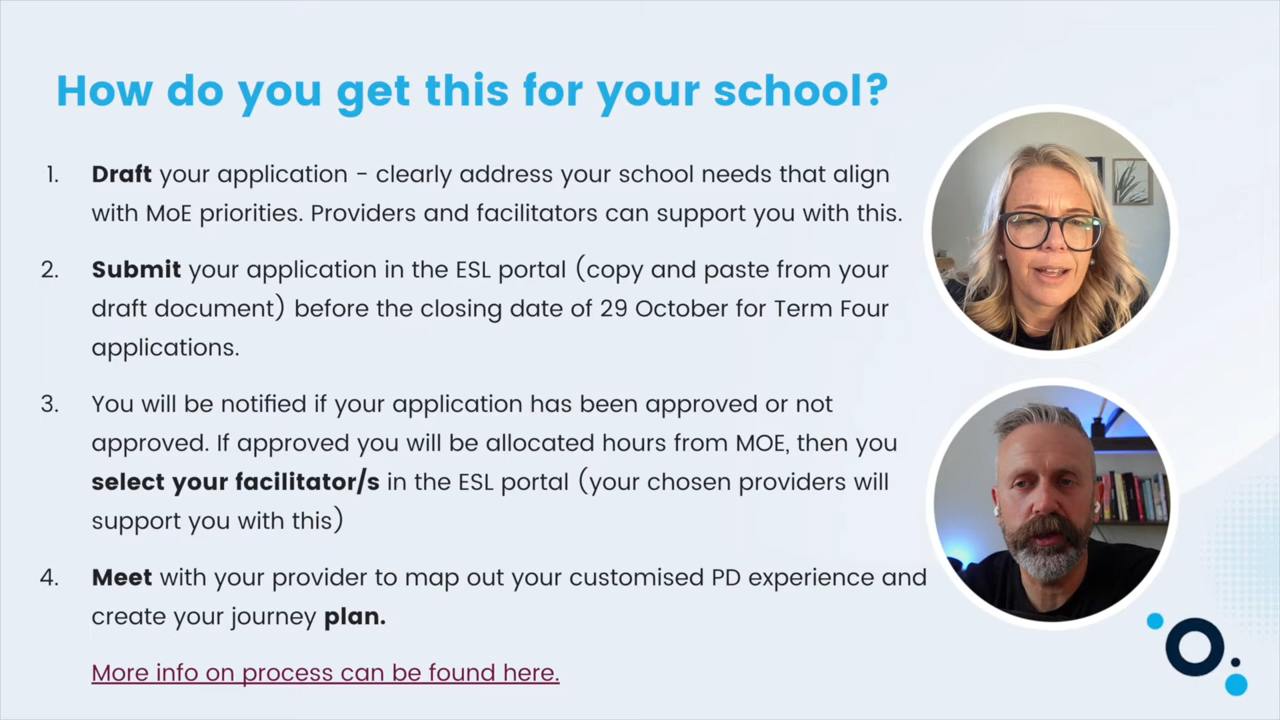 How do you get this for your school?
1. Draft your application - clearly address your school needs that align
with MoE priorities. Providers and facilitators can support you with this.
2. Submit your application in the ESL portal (copy and paste from your
draft document) before the closing date of 29 October for Term Four
applications.
3. You will be notified if your application has been approved or not
approved. If approved you will be allocated hours from MOE, then you
select your facilitator/s in the ESL portal (your chosen providers will
support you with this)
4. Meet with your provider to map out your customised PD experience and
create your journey plan.
More info on process can be found here.